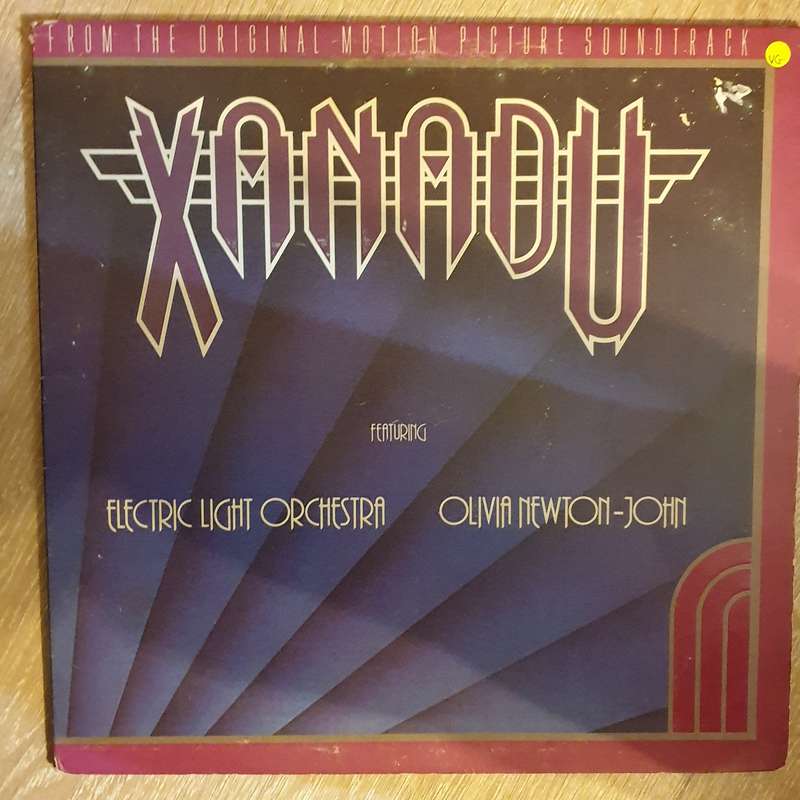 FROM THE ORIGINAL MOTION PICTURE SOUNDTRACK
VG-
XANADU
FEATURING
ELECTRIC LIGHT ORCHESTRA OLIVIA NEWTON-JOHN